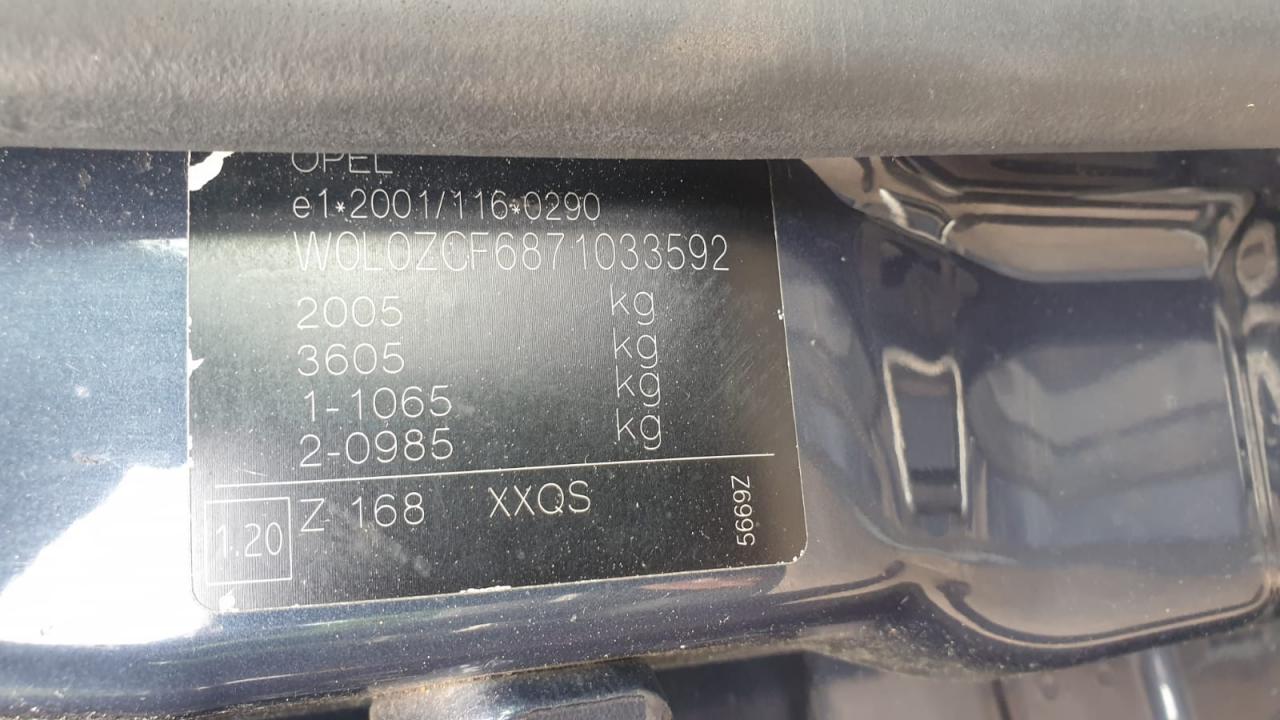 OPEL
e1*2001/116*0290
W0L0ZCF6871033592
2005 kg
3605 kg
1-1065 kg
2-0985 kg
1.20 Z 168 XXQS
5669Z